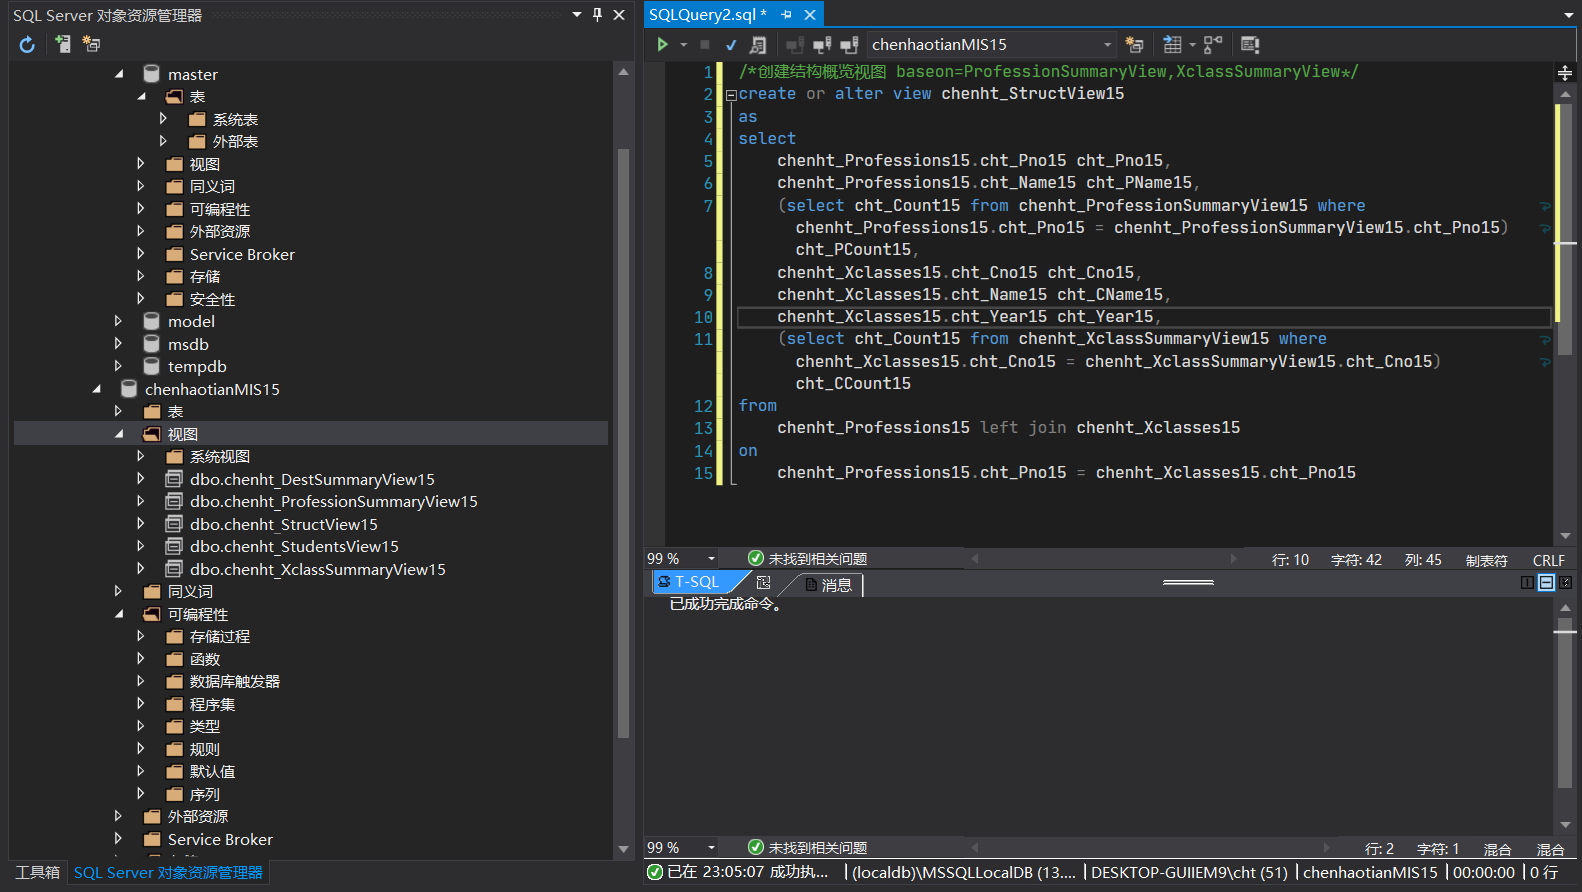 SQL Server 对象资源管理器
master
表
系统表
外部表
视图
同义词
可编程性
外部资源
Service Broker
存储
安全性
model
msdb
tempdb
chenhaotianMIS15
表
视图
系统视图
dbo.chenht_DestSummaryView15
dbo.chenht_ProfessionSummaryView15
dbo.chenht_StructView15
dbo.chenht_StudentsView15
dbo.chenht_XclassSummaryView15
同义词
可编程性
存储过程
函数
数据库触发器
程序集
类型
规则
默认值
序列
外部资源
Service Broker
工具箱 SQL Server 对象资源管理器
SQLQuery2.sql *
chenhaotianMIS15
1 /*创建结构概览视图 baseon=ProfessionSummaryView,XclassSummaryView*/
2 create or alter view chenht_StructView15
3 as
4 select
5 chenht_Professions15.cht_Pno15 cht_Pno15,
6 chenht_Professions15.cht_Name15 cht_PName15,
7 (select cht_Count15 from chenht_ProfessionSummaryView15 where
chenht_Professions15.cht_Pno15 = chenht_ProfessionSummaryView15.cht_Pno15)
cht_PCount15,
8 chenht_Xclasses15.cht_Cno15 cht_Cno15,
9 chenht_Xclasses15.cht_Name15 cht_CName15,
10 chenht_Xclasses15.cht_Year15 cht_Year15,
11 (select cht_Count15 from chenht_XclassSummaryView15 where
chenht_Xclasses15.cht_Cno15 = chenht_XclassSummaryView15.cht_Cno15)
cht_CCount15
12 from
13 chenht_Professions15 left join chenht_Xclasses15
14 on
15 chenht_Professions15.cht_Pno15 = chenht_Xclasses15.cht_Pno15
99 % 未找到相关问题 行: 10 字符: 42 列: 45 制表符 CRLF
T-SQL 消息
已成功完成命令。
99 % 未找到相关问题 行: 2 字符: 1 混合 混合
已在 23:05:07 成功执... (localdb)\MSSQLLocalDB (13.... DESKTOP-GUIIEM9\cht (51) chenhaotianMIS15 00:00:00 0 行